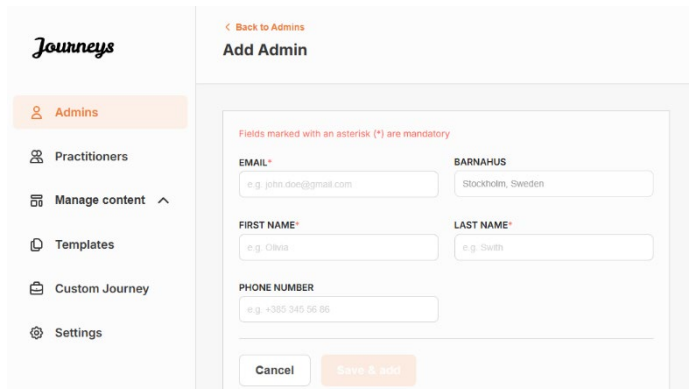 Journeys
< Back to Admins
Add Admin
Admins
Practitioners
Manage content
Templates
Custom Journey
Settings
Fields marked with an asterisk (*) are mandatory
EMAIL*
e.g. john.doe@gmail.com
BARNAHUS
Stockholm, Sweden
FIRST NAME*
e.g. Olivia
LAST NAME*
e.g. Swith
PHONE NUMBER
e.g. +385 345 56 86
Cancel
Save & add